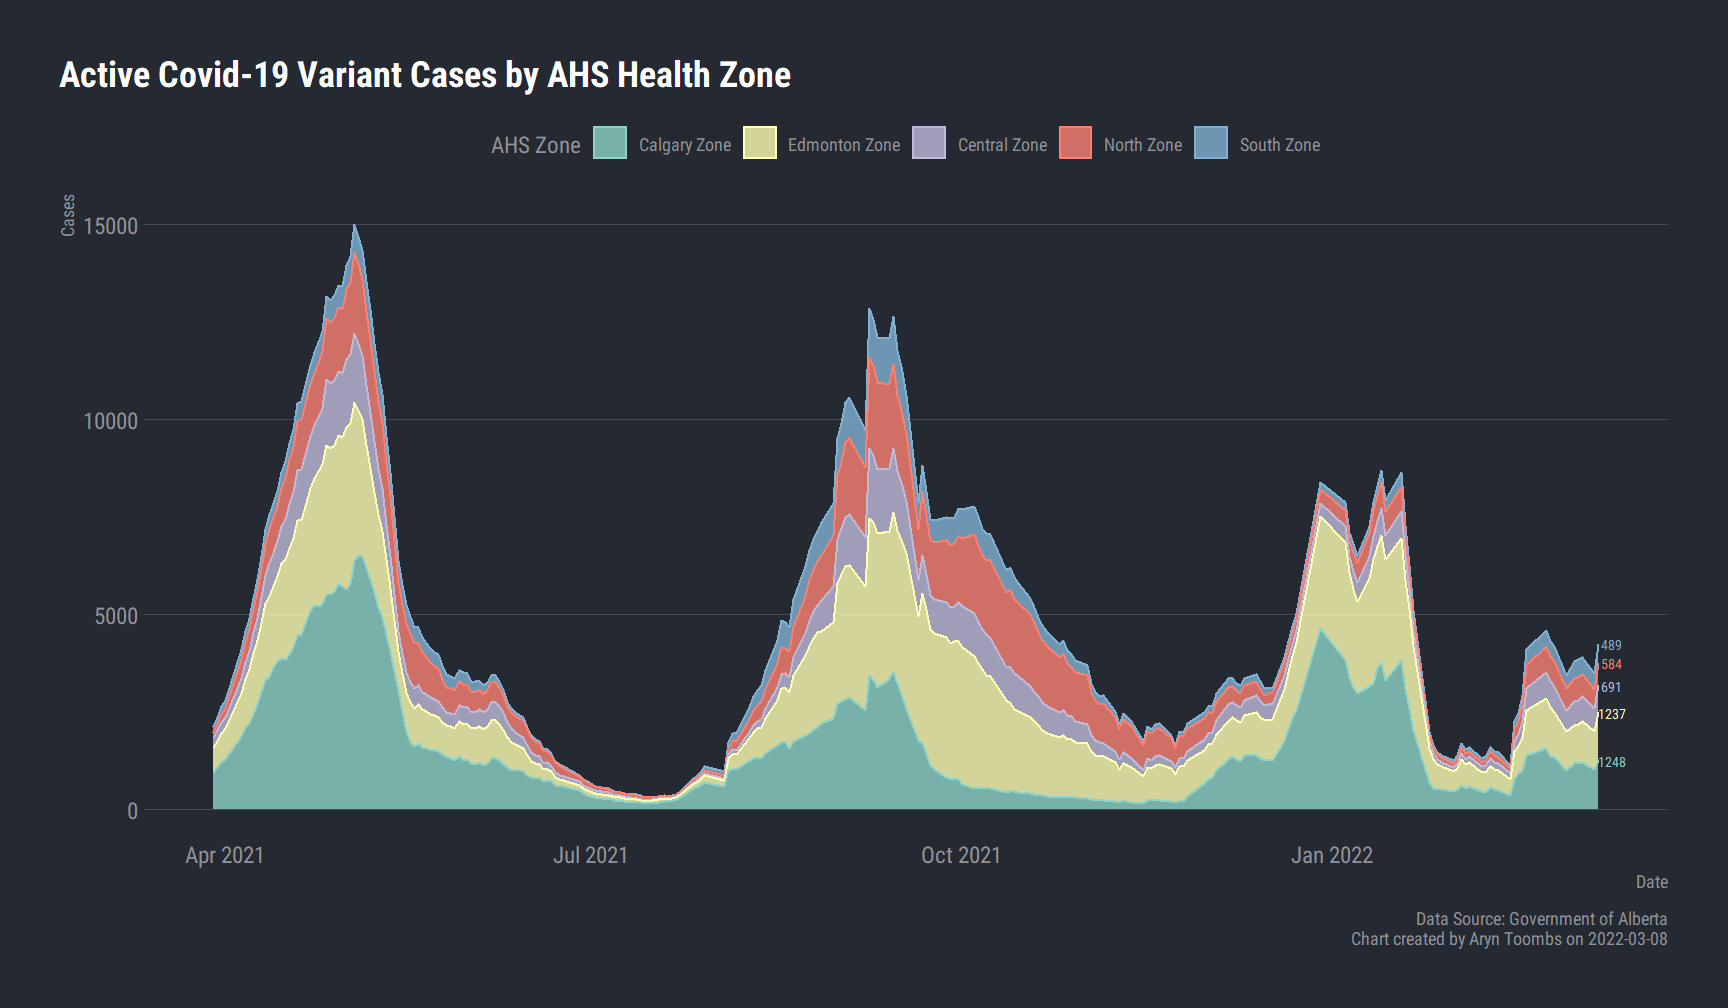 Active Covid-19 Variant Cases by AHS Health Zone
AHS Zone Calgary Zone Edmonton Zone Central Zone North Zone South Zone
Cases
15000
10000
5000
0
489
584
691
1237
1248
Apr 2021 Jul 2021 Oct 2021 Jan 2022
Date
Data Source: Government of Alberta
Chart created by Aryn Toombs on 2022-03-08